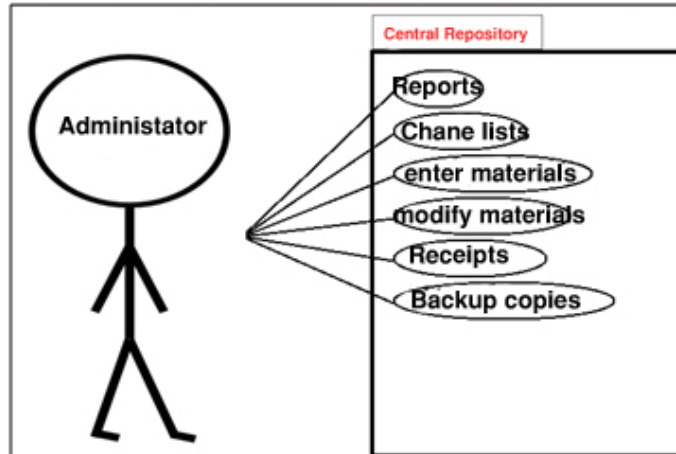 Central Repository
Administator
Reports
Chane lists
enter materials
modify materials
Receipts
Backup copies